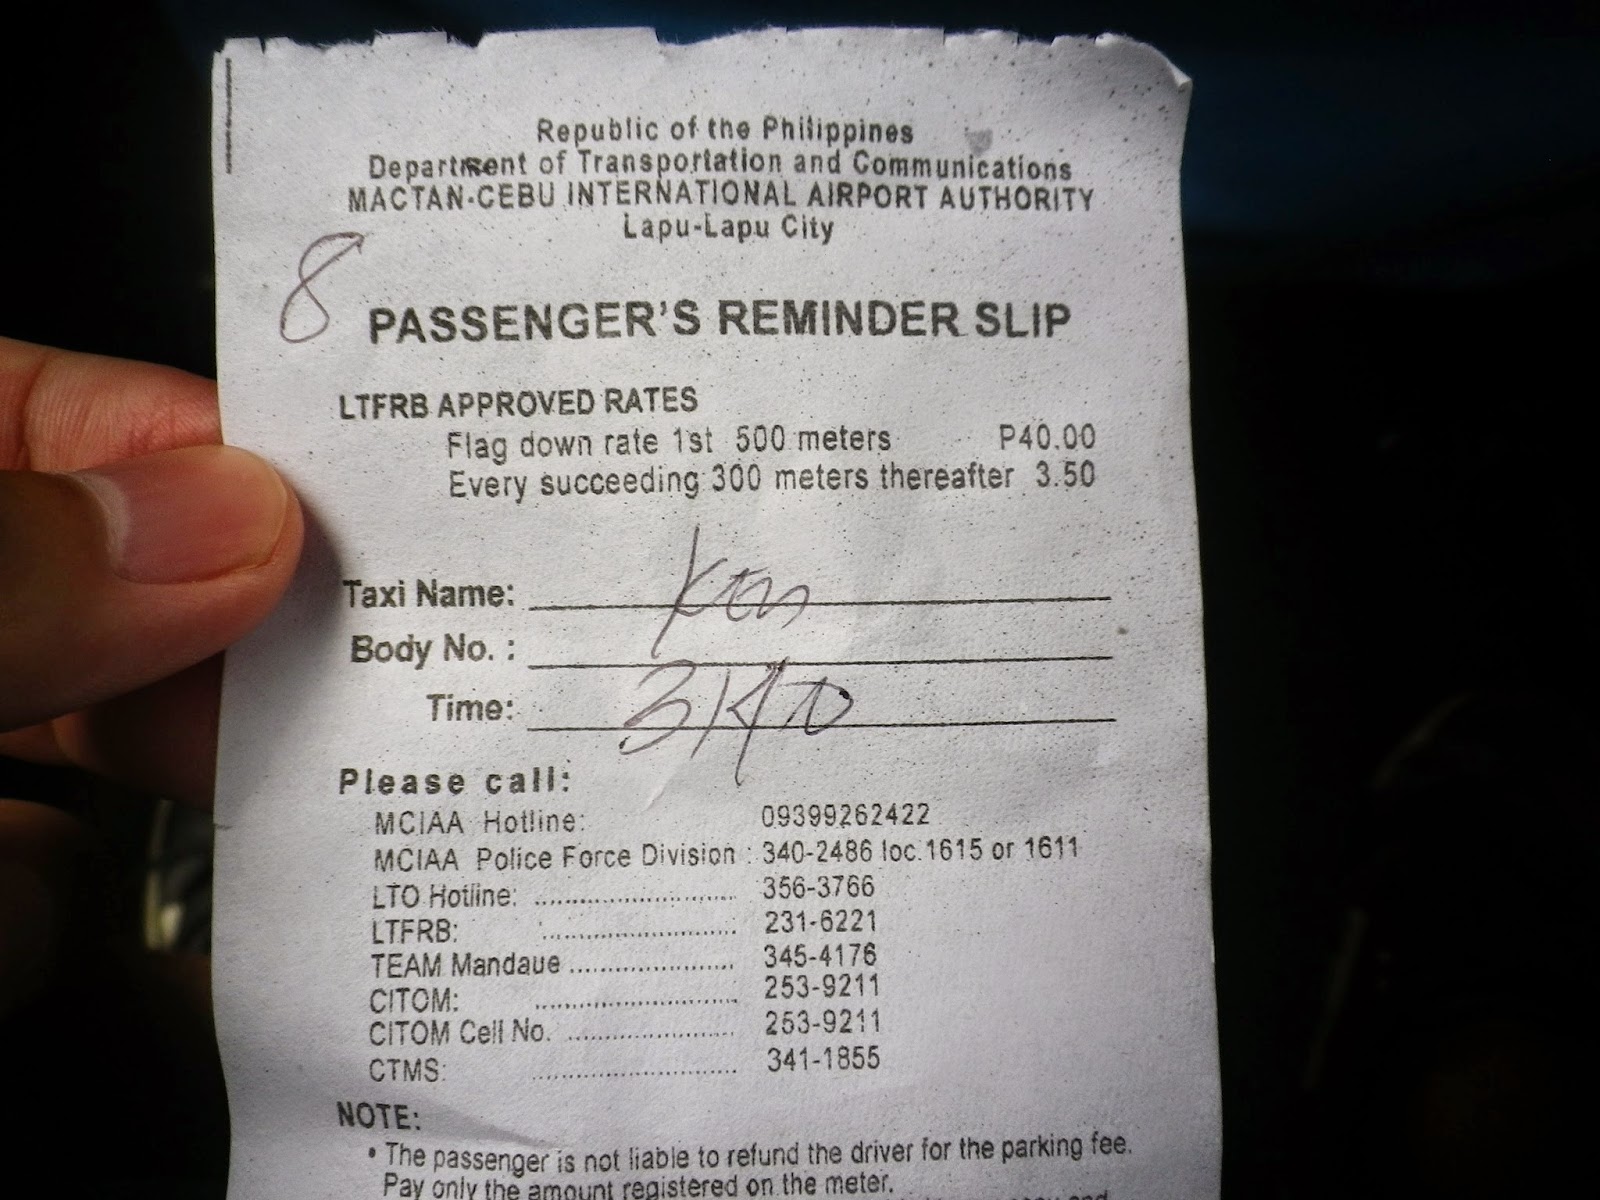 Republic of the Philippines
Department of Transportation and Communications
MACTAN-CEBU INTERNATIONAL AIRPORT AUTHORITY
Lapu-Lapu City
8
PASSENGER'S REMINDER SLIP
LTFRB APPROVED RATES
Flag down rate 1st 500 meters P40.00
Every succeeding 300 meters thereafter 3.50
Taxi Name:
Body No. :
Time:
Please call:
MCIAA Hotline: 09399262422
MCIAA Police Force Division : 340-2486 loc.1615 or 1611
LTO Hotline: ............................ 356-3766
LTFRB: ........................... 231-6221
TEAM Mandaue ....................... 345-4176
CITOM: ............................ 253-9211
CITOM Cell No. ....................... 253-9211
CTMS: ............................ 341-1855
NOTE:
• The passenger is not liable to refund the driver for the parking fee.
Pay only the amount registered on the meter.
and